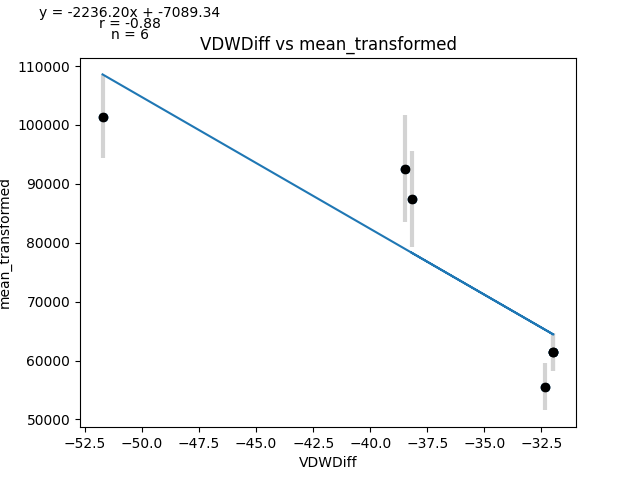 y = -2236.20x + -7089.34
r = -0.88
n = 6
VDWDiff vs mean_transformed
110000
100000
90000
80000
70000
60000
50000
mean_transformed
−52.5 −50.0 −47.5 −45.0 −42.5 −40.0 −37.5 −35.0 −32.5
VDWDiff